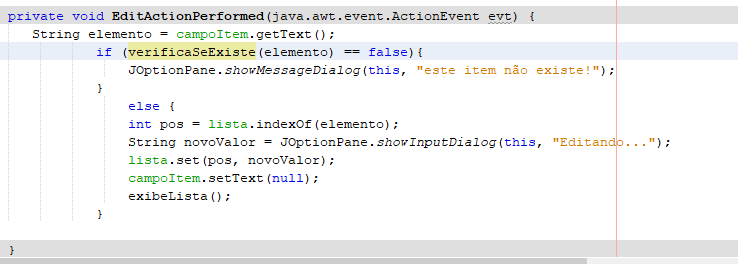 private void EditActionPerformed(java.awt.event.ActionEvent evt) {
String elemento = campoItem.getText();
if (verificaSeExiste(elemento) == false){
JOptionPane.showMessageDialog(this, "este item não existe!");
}
else {
int pos = lista.indexOf(elemento);
String novoValor = JOptionPane.showInputDialog(this, "Editando...");
lista.set(pos, novoValor);
campoItem.setText(null);
exibeLista();
}
}